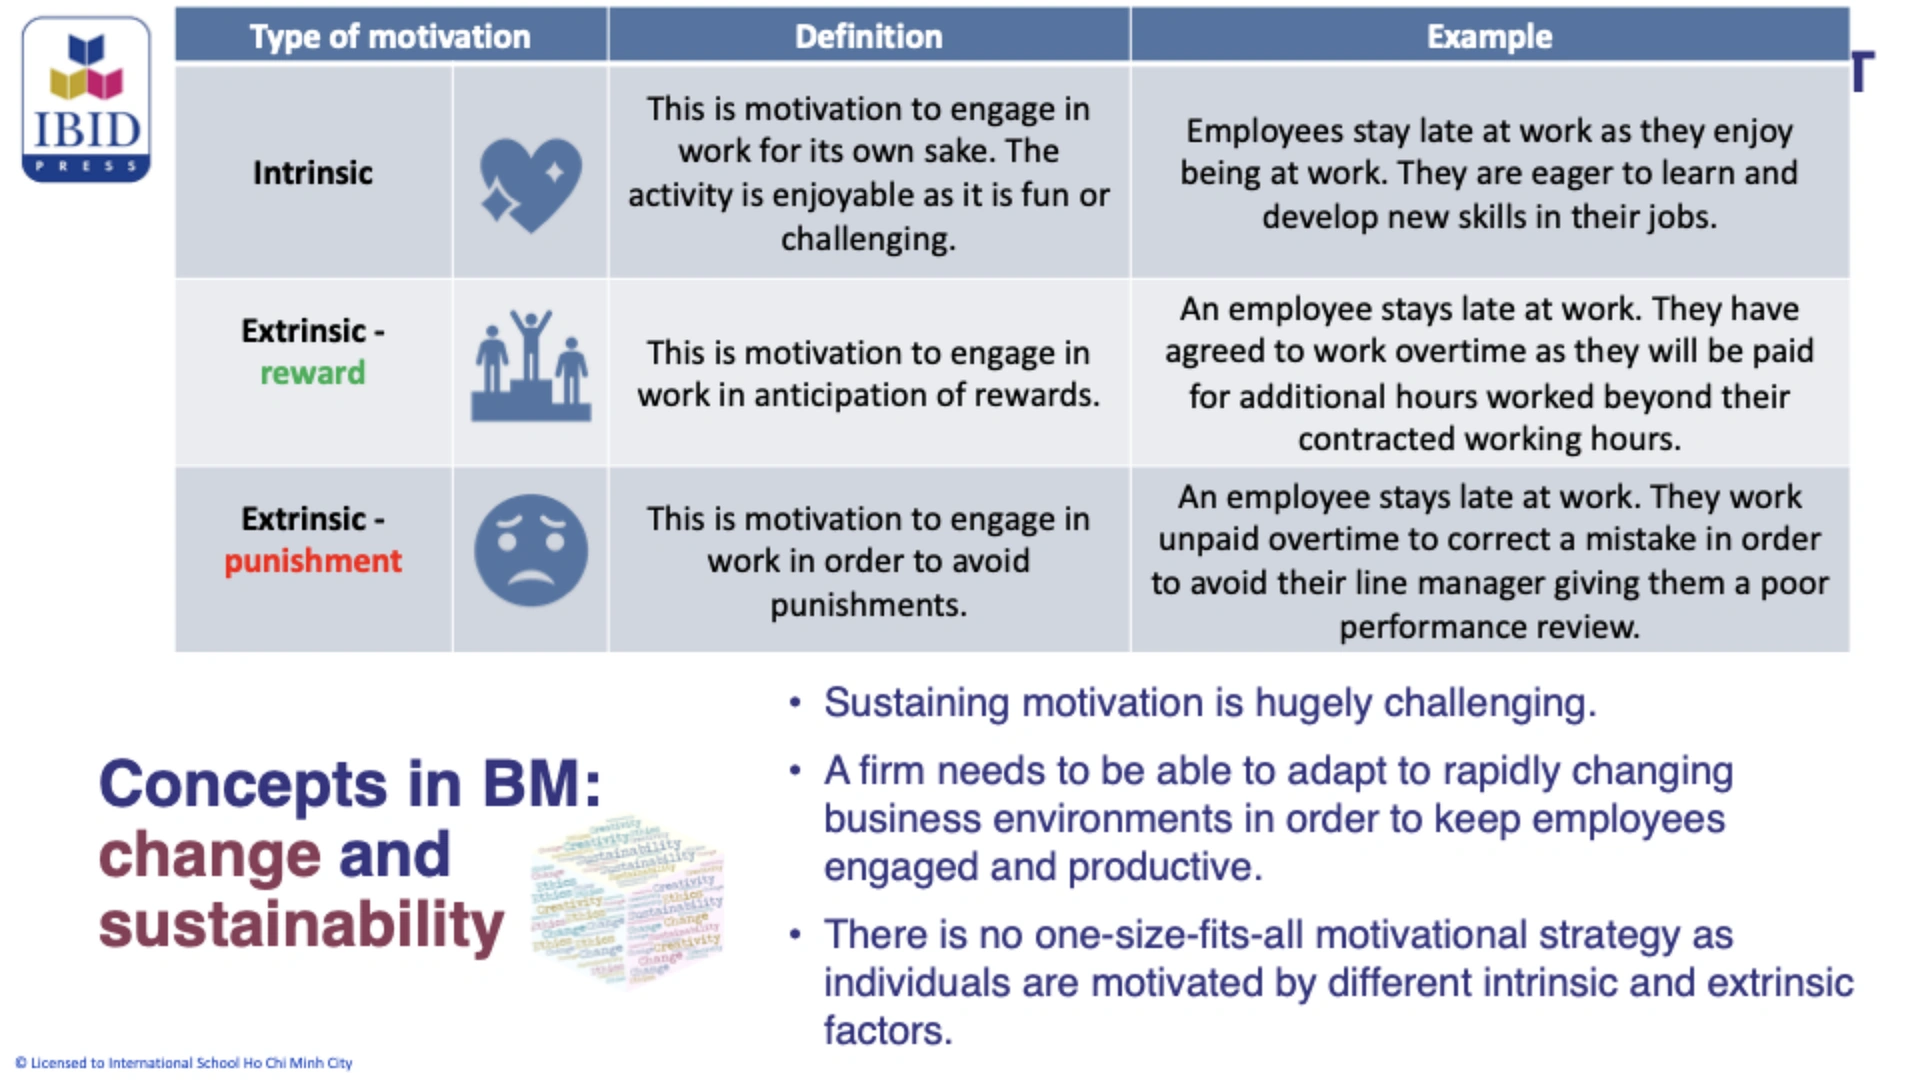 IBID
PRESS
Type of motivation
Definition
Example
T
Intrinsic
This is motivation to engage in
work for its own sake. The
activity is enjoyable as it is fun or
challenging.
Employees stay late at work as they enjoy
being at work. They are eager to learn and
develop new skills in their jobs.
Extrinsic -
reward
This is motivation to engage in
work in anticipation of rewards.
An employee stays late at work. They have
agreed to work overtime as they will be paid
for additional hours worked beyond their
contracted working hours.
Extrinsic -
punishment
This is motivation to engage in
work in order to avoid
punishments.
An employee stays late at work. They work
unpaid overtime to correct a mistake in order
to avoid their line manager giving them a poor
performance review.
Concepts in BM:
change and
sustainability
• Sustaining motivation is hugely challenging.
• A firm needs to be able to adapt to rapidly changing
business environments in order to keep employees
engaged and productive.
• There is no one-size-fits-all motivational strategy as
individuals are motivated by different intrinsic and extrinsic
factors.
© Licensed to International School Ho Chi Minh City